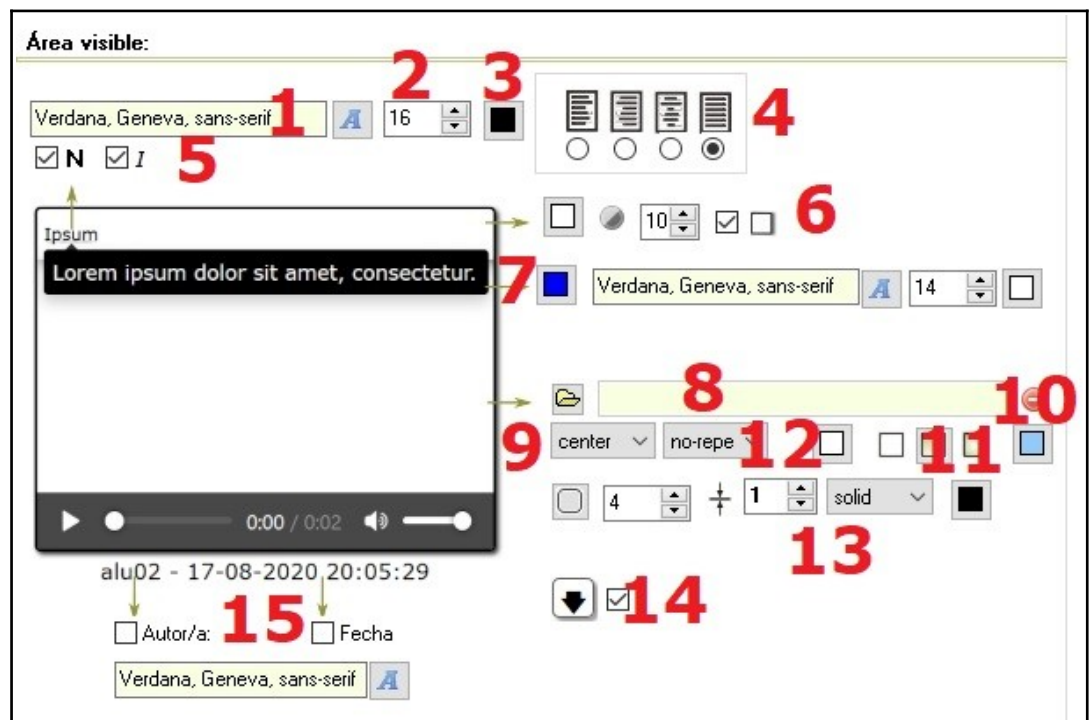 Área visible:
Verdana, Geneva, sans-serif 1 A 16 2 3 4
N I 5
Ipsum 10 6
Lorem ipsum dolor sit amet, consectetur. 7 Verdana, Geneva, sans-serif A 14
8 10
9 center no-repe 12 11
4 1 solid
0:00 / 0:02 13
alu02 - 17-08-2020 20:05:29
14
Autor/a: 15 Fecha
Verdana, Geneva, sans-serif A